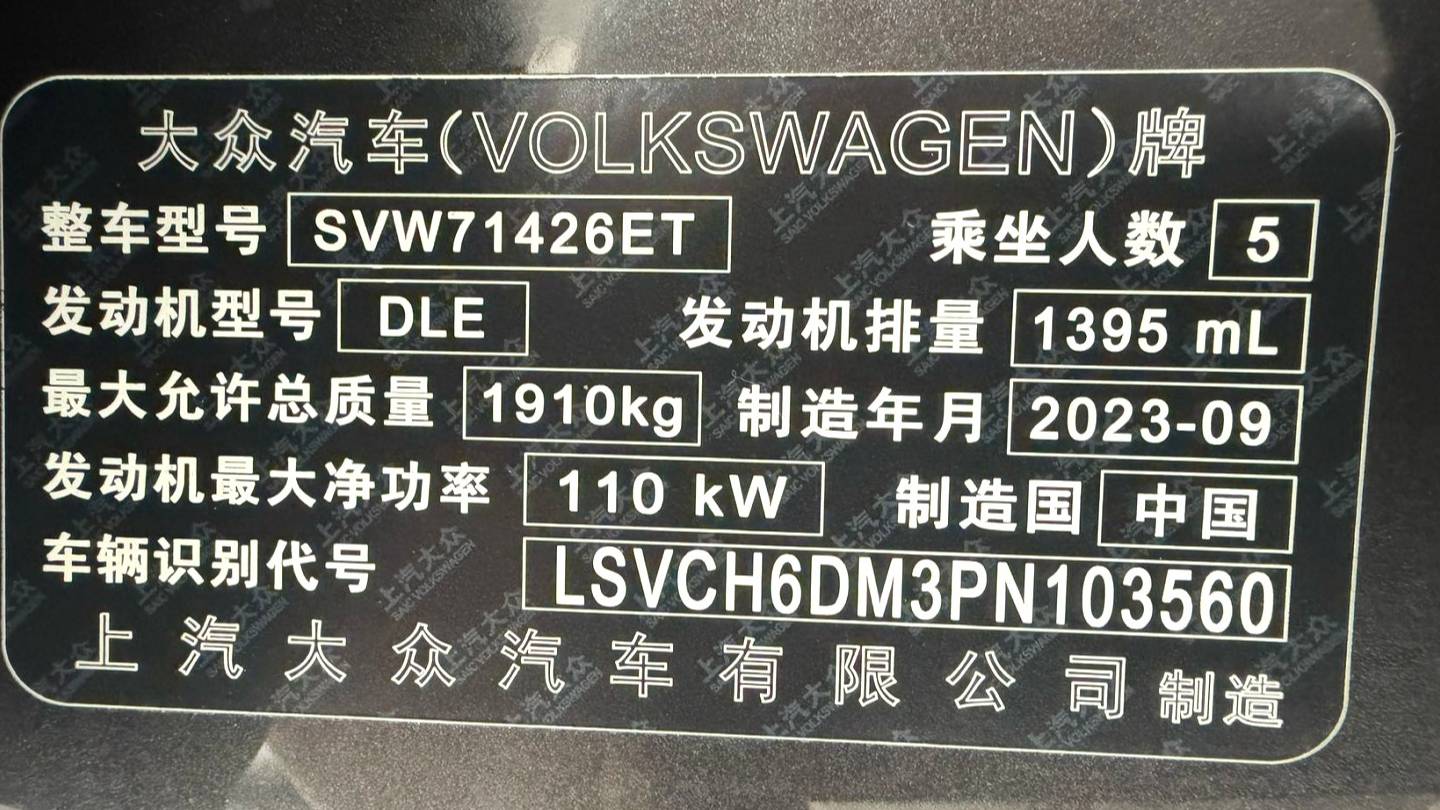 大众汽车(VOLKSWAGEN)牌
整车型号 SVW71426ET 乘坐人数 5
发动机型号 DLE 发动机排量 1395 mL
最大允许总质量 1910kg 制造年月 2023-09
发动机最大净功率 110 kW 制造国 中国
车辆识别代号 LSVCH6DM3PN103560
上汽大众汽车有限公司制造